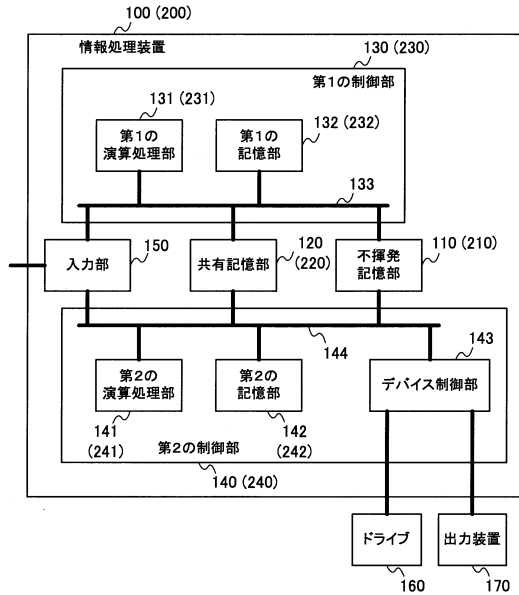 100(200)
情報処理装置
130(230)
第1の制御部
131(231)
第1の
演算処理部
132(232)
第1の
記憶部
133
150
入力部
120
(220)
共有記憶部
110(210)
不揮発
記憶部
144
143
第2の
演算処理部
第2の
記憶部
デバイス制御部
141
(241)
142
(242)
第2の制御部
140(240)
ドライブ
出力装置
160
170